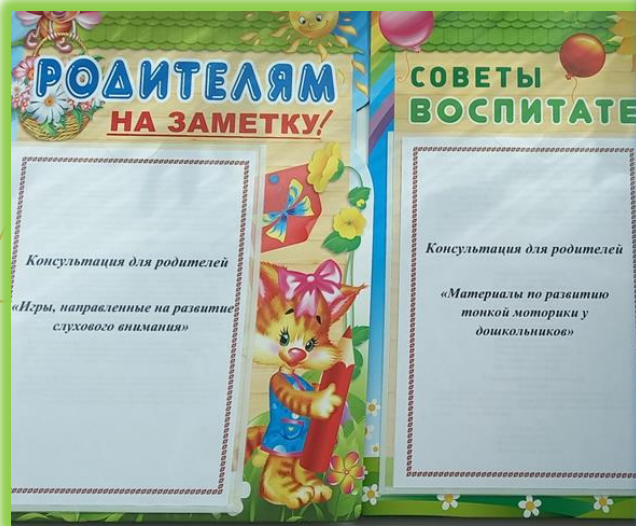 РОДИТЕЛЯМ
НА ЗАМЕТКУ!
Консультация для родителей
«Игры, направленные на развитие
слухового внимания»
СОВЕТЫ
ВОСПИТАТЕ
Консультация для родителей
«Материалы по развитию
тонкой моторики у
дошкольников»